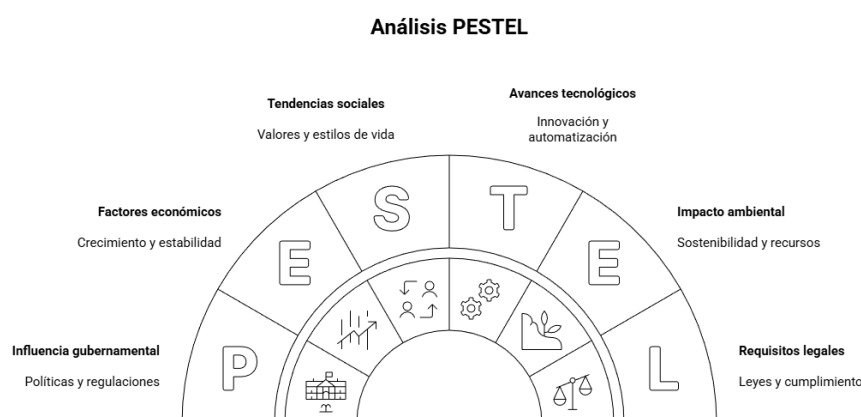 Análisis PESTEL
Avances tecnológicos
Innovación y
automatización
Tendencias sociales
Valores y estilos de vida
Factores económicos
Crecimiento y estabilidad
Impacto ambiental
Sostenibilidad y recursos
Influencia gubernamental
Políticas y regulaciones
Requisitos legales
Leyes y cumplimiento
P
E
S
T
E
L